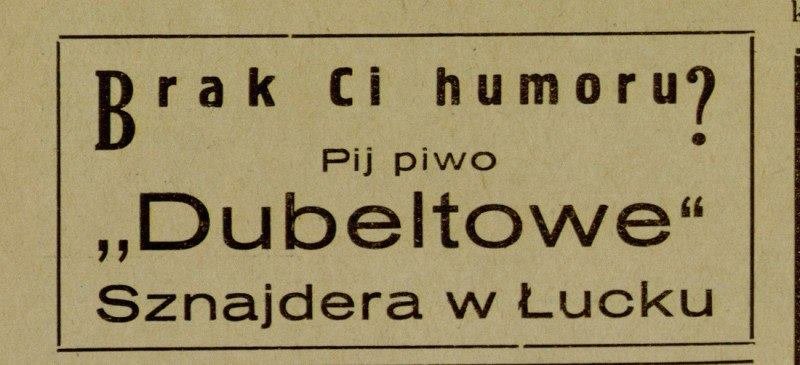 Brak Ci humoru?
Pij piwo
„Dubeltowe“
Sznajdera w Łucku